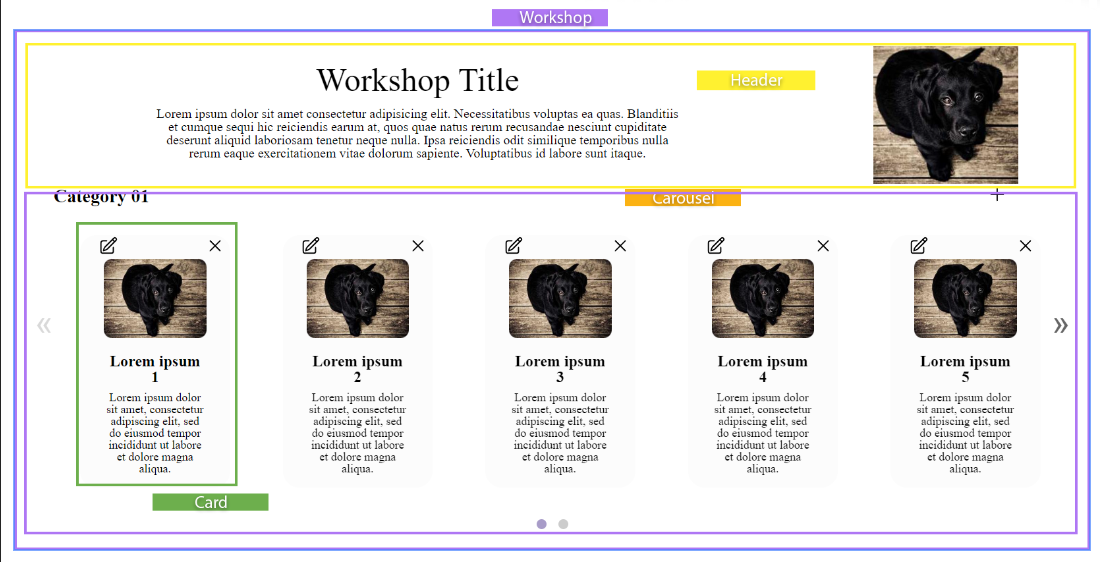 Workshop
Workshop Title
Header
Lorem ipsum dolor sit amet consectetur adipisicing elit. Necessitatibus voluptas ea quas. Blanditiis
et cumque sequi hic reiciendis earum at, quos quae natus rerum recusandae nesciunt cupiditate
deserunt aliquid laboriosam tenetur neque nulla. Ipsa reiciendis odit similique temporibus nulla
rerum eaque exercitationem vitae dolorum sapiente. Voluptatibus id labore sunt itaque.
Category 01
Carousel
Lorem ipsum
1
Lorem ipsum dolor
sit amet, consectetur
adipiscing elit, sed
do eiusmod tempor
incididunt ut labore
et dolore magna
aliqua.
Lorem ipsum
2
Lorem ipsum dolor
sit amet, consectetur
adipiscing elit, sed
do eiusmod tempor
incididunt ut labore
et dolore magna
aliqua.
Lorem ipsum
3
Lorem ipsum dolor
sit amet, consectetur
adipiscing elit, sed
do eiusmod tempor
incididunt ut labore
et dolore magna
aliqua.
Lorem ipsum
4
Lorem ipsum dolor
sit amet, consectetur
adipiscing elit, sed
do eiusmod tempor
incididunt ut labore
et dolore magna
aliqua.
Lorem ipsum
5
Lorem ipsum dolor
sit amet, consectetur
adipiscing elit, sed
do eiusmod tempor
incididunt ut labore
et dolore magna
aliqua.
Card